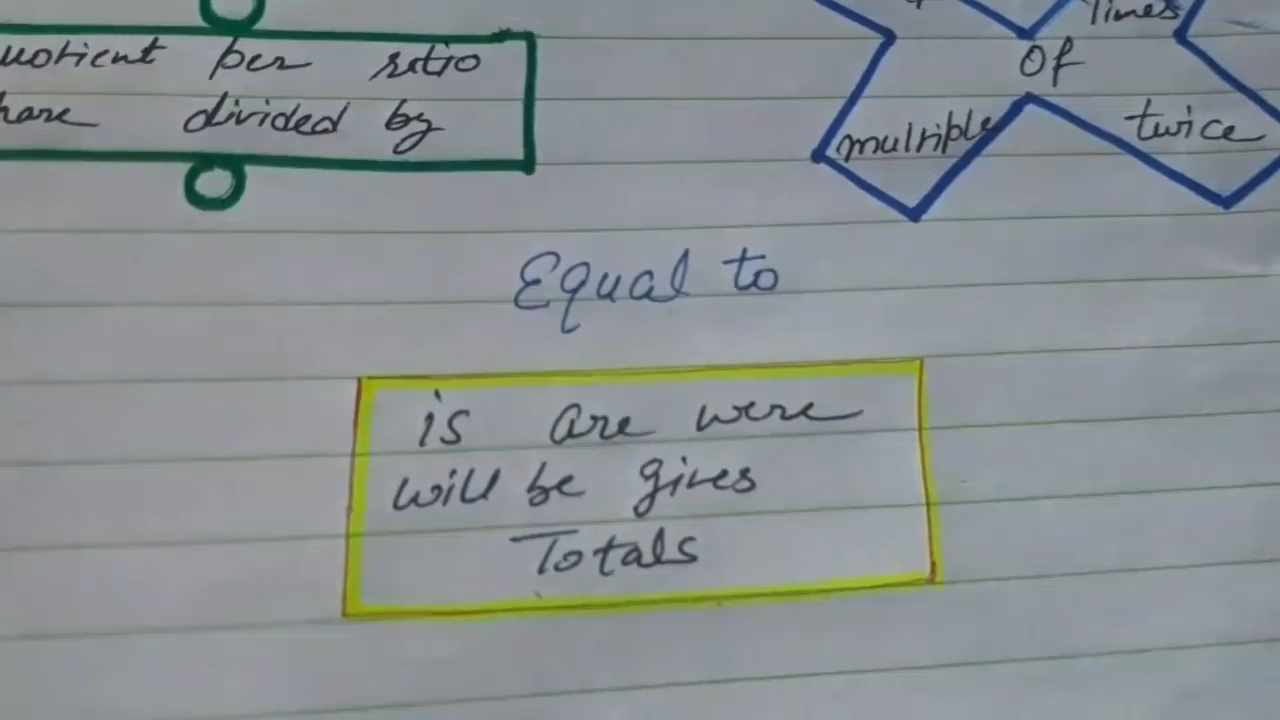 uotient per ratio
hare divided by
Times
Of
multiple twice
Equal to
is are were
will be gives
Totals